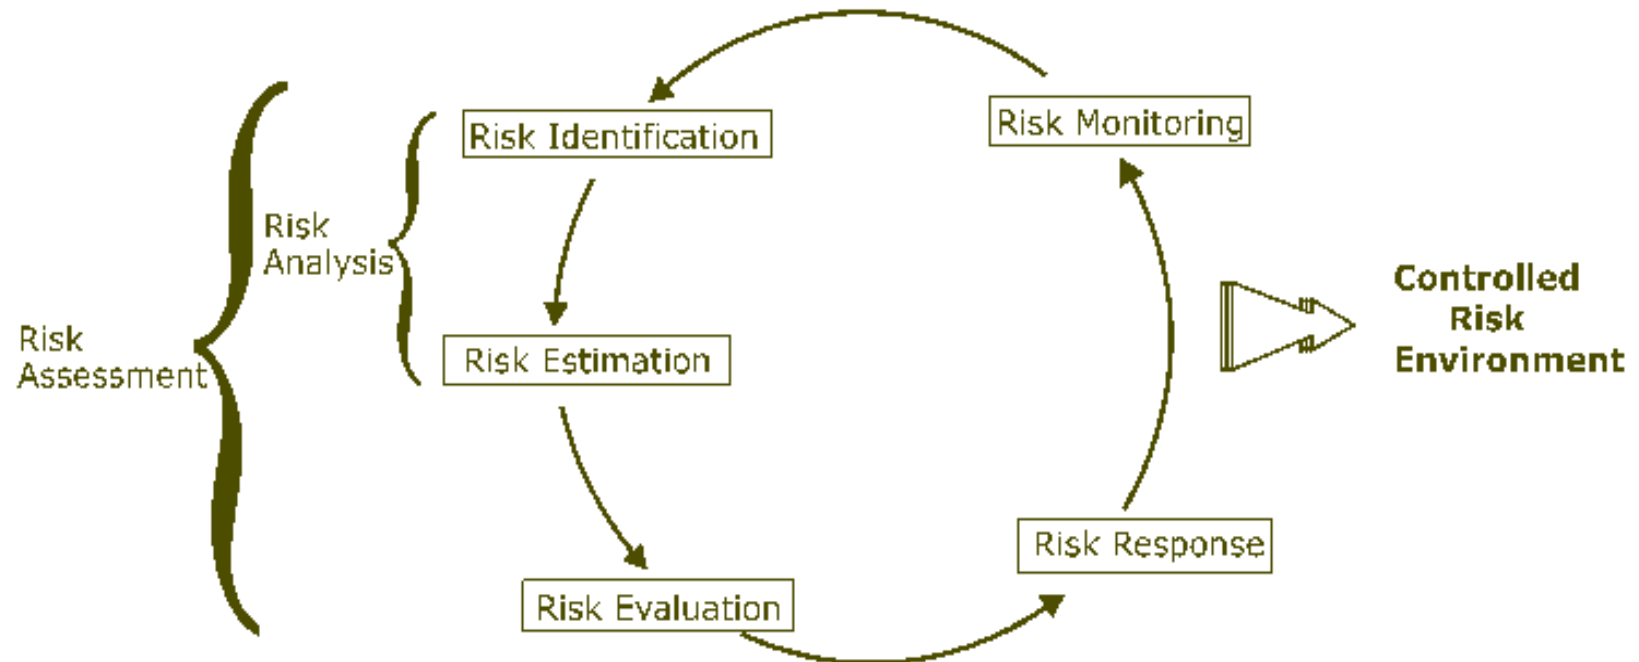 Risk Identification
Risk Monitoring
Risk
Analysis
Controlled
Risk
Environment
Risk
Assessment
Risk Estimation
Risk Response
Risk Evaluation